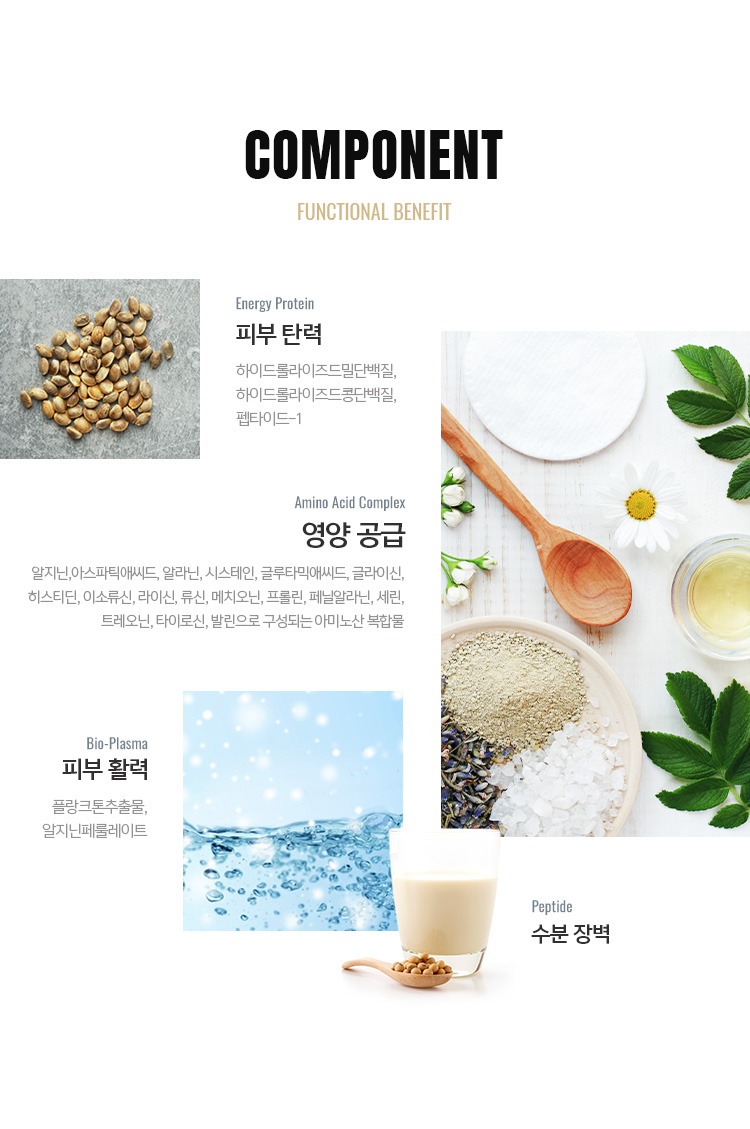 COMPONENT
FUNCTIONAL BENEFIT
Energy Protein
피부 탄력
하이드롤라이즈드밀단백질,
하이드롤라이즈드콩단백질,
펩타이드-1
Amino Acid Complex
영양 공급
알지닌,아스파틱애씨드, 알라닌, 시스테인, 글루타믹애씨드, 글라이신,
히스티딘, 이소류신, 라이신, 류신, 메치오닌, 프롤린, 페닐알라닌, 세린,
트레오닌, 타이로신, 발린으로 구성되는 아미노산 복합물
Bio-Plasma
피부 활력
플랑크톤추출물,
알지닌페룰레이트
Peptide
수분 장벽